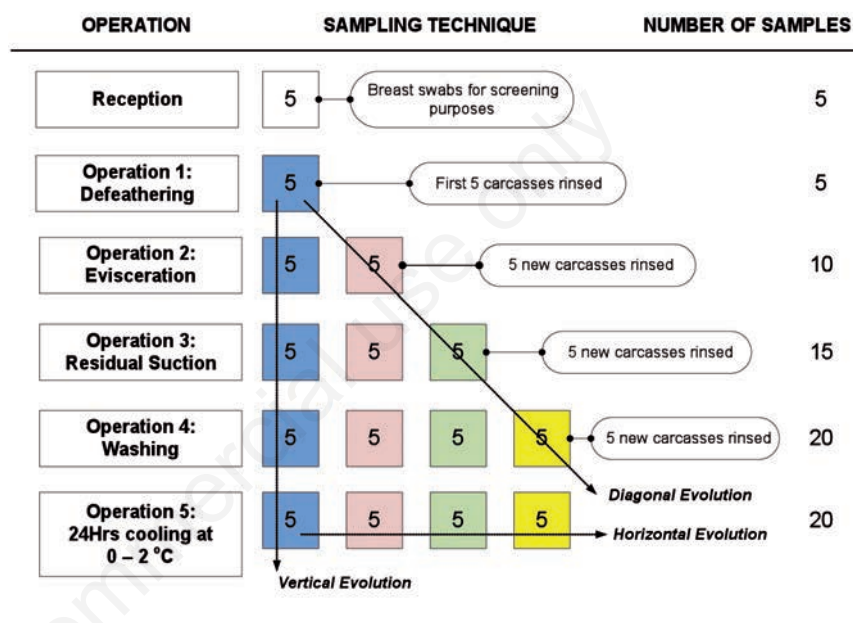 OPERATION SAMPLING TECHNIQUE NUMBER OF SAMPLES
Reception 5 Breast swabs for screening purposes 5
Operation 1:
Defeathering
5 First 5 carcasses rinsed 5
Operation 2:
Evisceration
5 5 5 new carcasses rinsed 10
Operation 3:
Residual Suction
5 5 5 5 new carcasses rinsed 15
Operation 4:
Washing
5 5 5 5 5 new carcasses rinsed 20
Diagonal Evolution
Operation 5:
24Hrs cooling at
0 – 2 °C
5 5 5 5 Horizontal Evolution 20
Vertical Evolution
ommercial use only